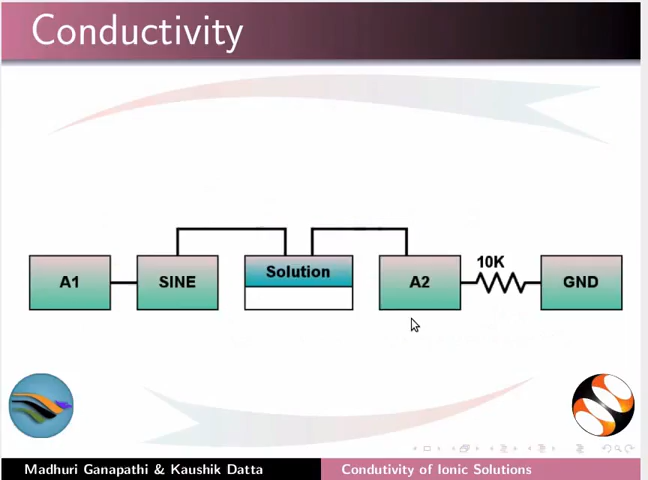 Conductivity
A1
SINE
Solution
A2
10K
GND
Madhuri Ganapathi & Kaushik Datta
Condutivity of Ionic Solutions